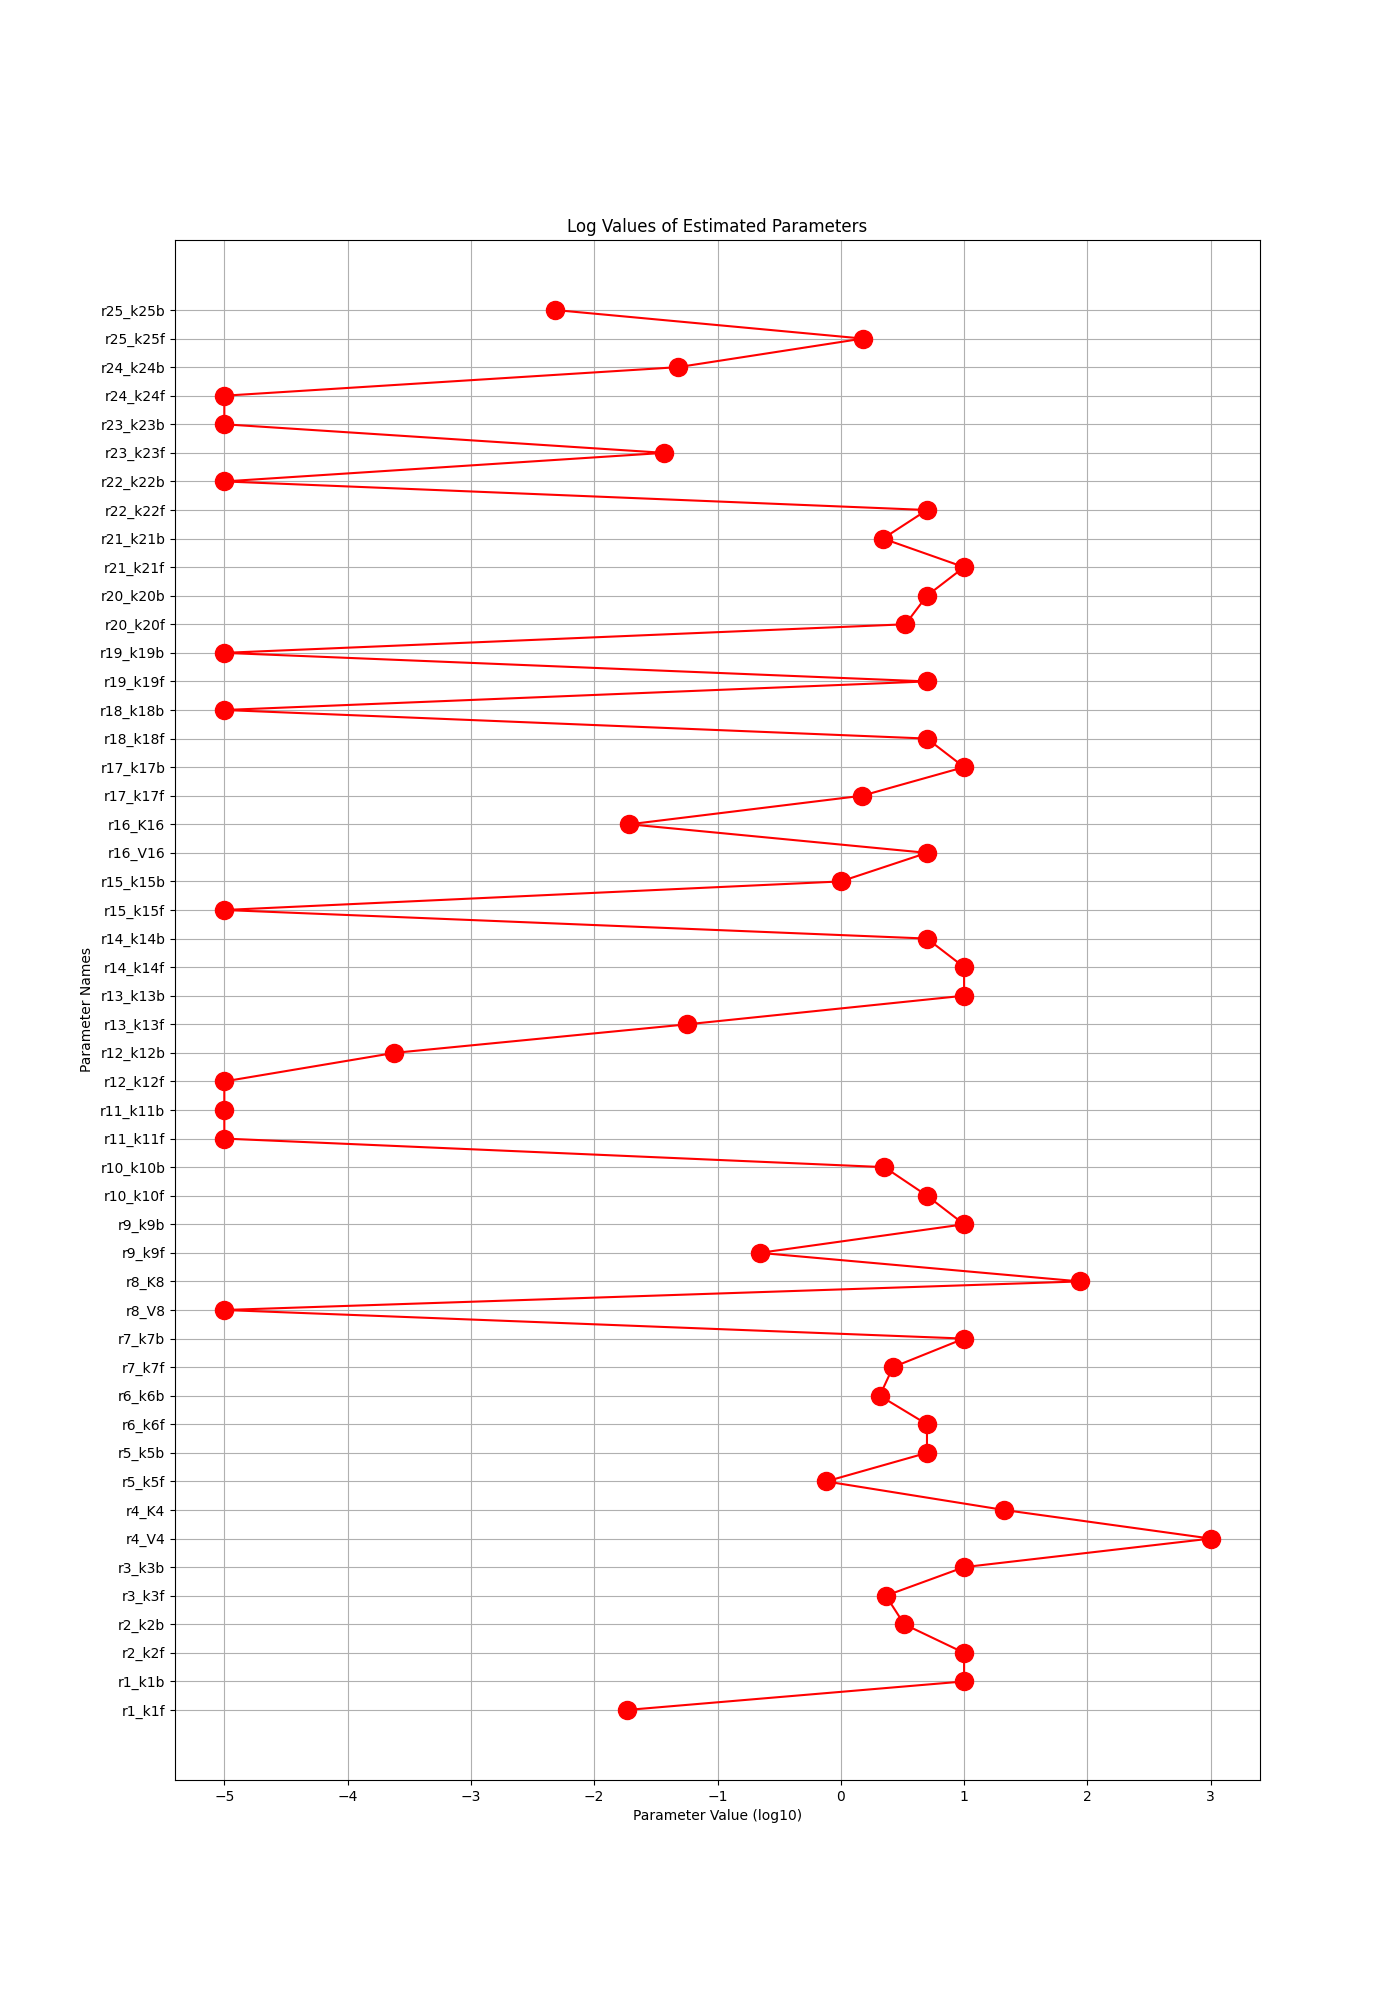 Log Values of Estimated Parameters
r25_k25b
r25_k25f
r24_k24b
r24_k24f
r23_k23b
r23_k23f
r22_k22b
r22_k22f
r21_k21b
r21_k21f
r20_k20b
r20_k20f
r19_k19b
r19_k19f
r18_k18b
r18_k18f
r17_k17b
r17_k17f
r16_K16
r16_V16
r15_k15b
r15_k15f
r14_k14b
r14_k14f
r13_k13b
r13_k13f
r12_k12b
r12_k12f
r11_k11b
r11_k11f
r10_k10b
r10_k10f
r9_k9b
r9_k9f
r8_K8
r8_V8
r7_k7b
r7_k7f
r6_k6b
r6_k6f
r5_k5b
r5_k5f
r4_K4
r4_V4
r3_k3b
r3_k3f
r2_k2b
r2_k2f
r1_k1b
r1_k1f
Parameter Names
−5 −4 −3 −2 −1 0 1 2 3
Parameter Value (log10)